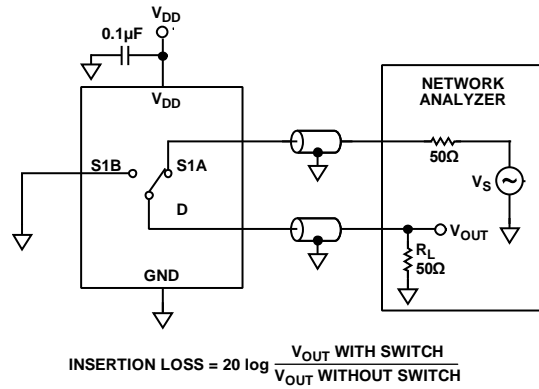 V_DD
0.1µF
V_DD
NETWORK
ANALYZER
S1B
S1A
50Ω
V_S
D
V_OUT
R_L
50Ω
GND
INSERTION LOSS = 20 log V_OUT WITH SWITCH
V_OUT WITHOUT SWITCH